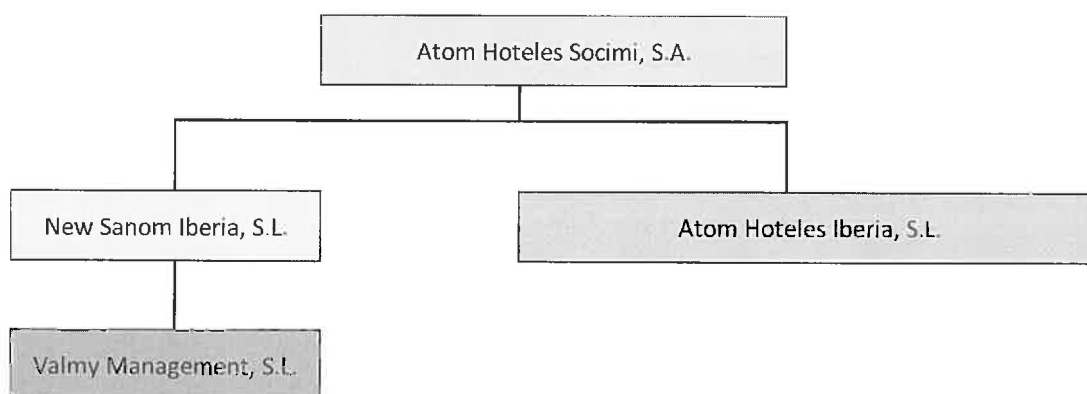 Atom Hoteles Socimi, S.A.
New Sanom Iberia, S.L.
Atom Hoteles Iberia, S.L.
Valmy Management, S.L.